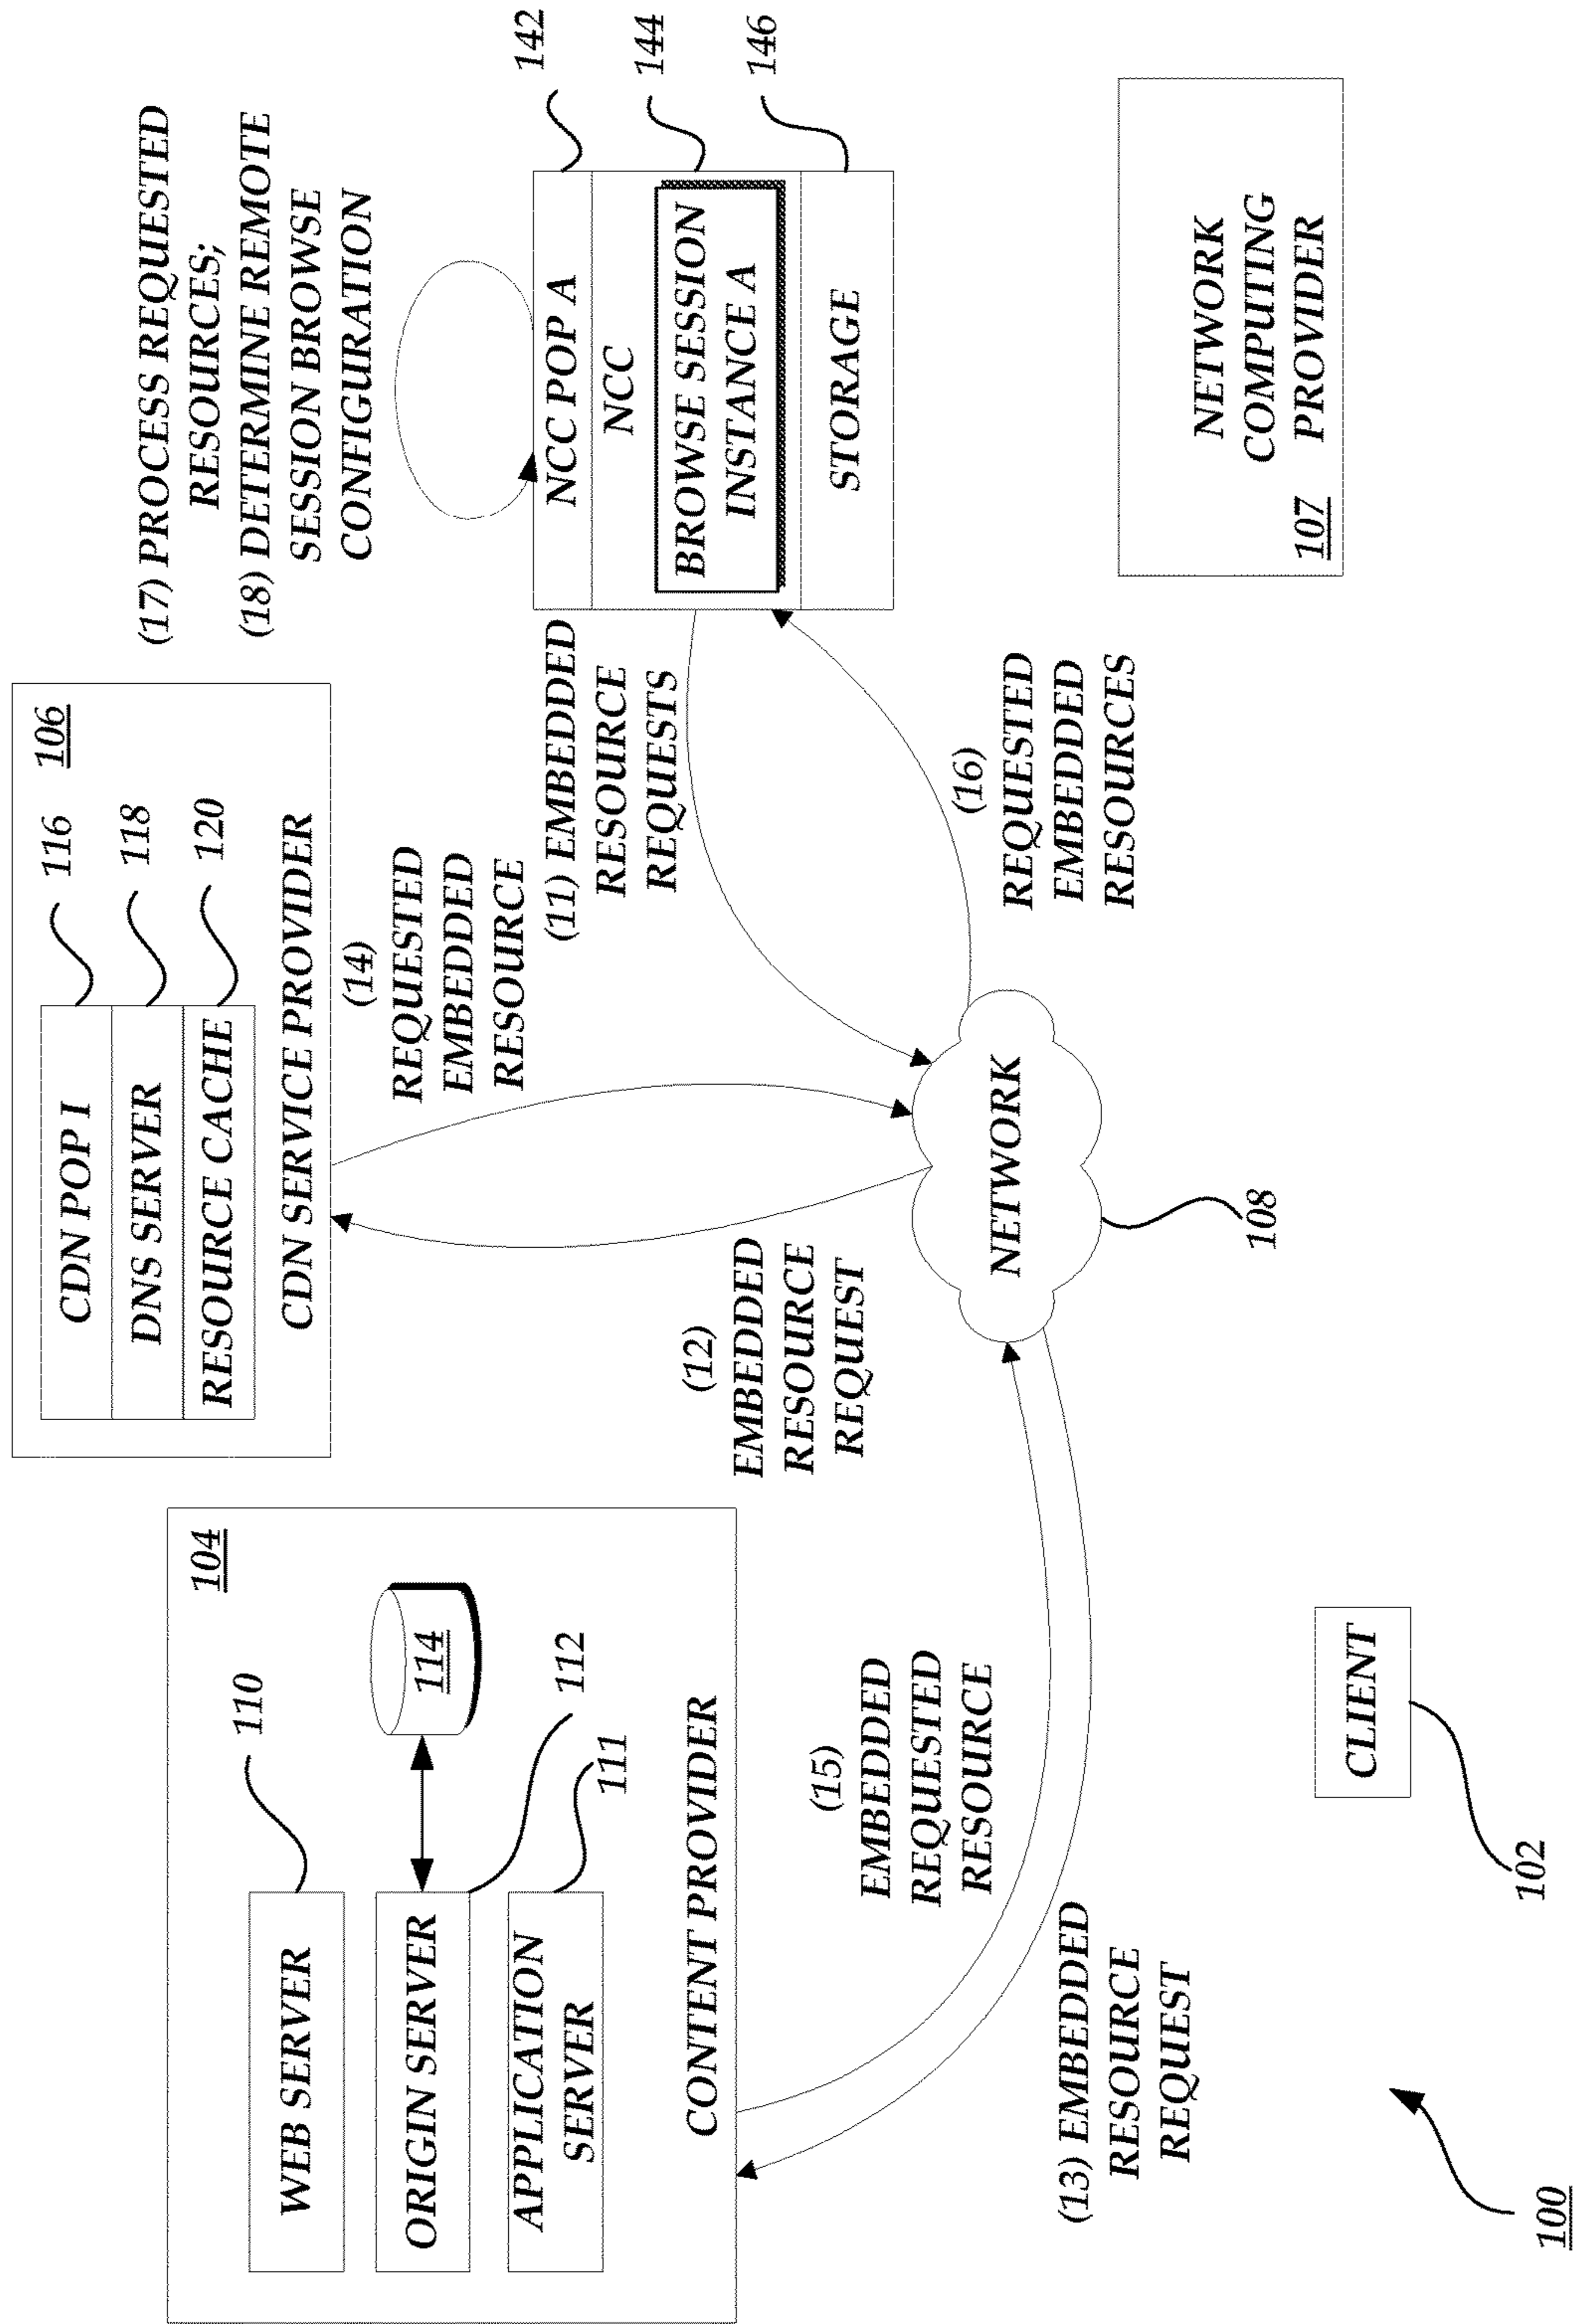 104
110
WEB SERVER
ORIGIN SERVER
114
112
APPLICATION
SERVER
111
CONTENT PROVIDER
106
116
118
120
CDN POP I
DNS SERVER
RESOURCE CACHE
CDN SERVICE PROVIDER
(17) PROCESS REQUESTED
RESOURCES;
(18) DETERMINE REMOTE
SESSION BROWSE
CONFIGURATION
142
144
146
NCC POP A
NCC
BROWSE SESSION
INSTANCE A
STORAGE
(14)
REQUESTED
EMBEDDED
RESOURCE
(11) EMBEDDED
RESOURCE
REQUESTS
(12)
EMBEDDED
RESOURCE
REQUEST
(16)
REQUESTED
EMBEDDED
RESOURCES
(15)
EMBEDDED
REQUESTED
RESOURCE
NETWORK
108
(13) EMBEDDED
RESOURCE
REQUEST
NETWORK
COMPUTING
PROVIDER
107
CLIENT
102
100